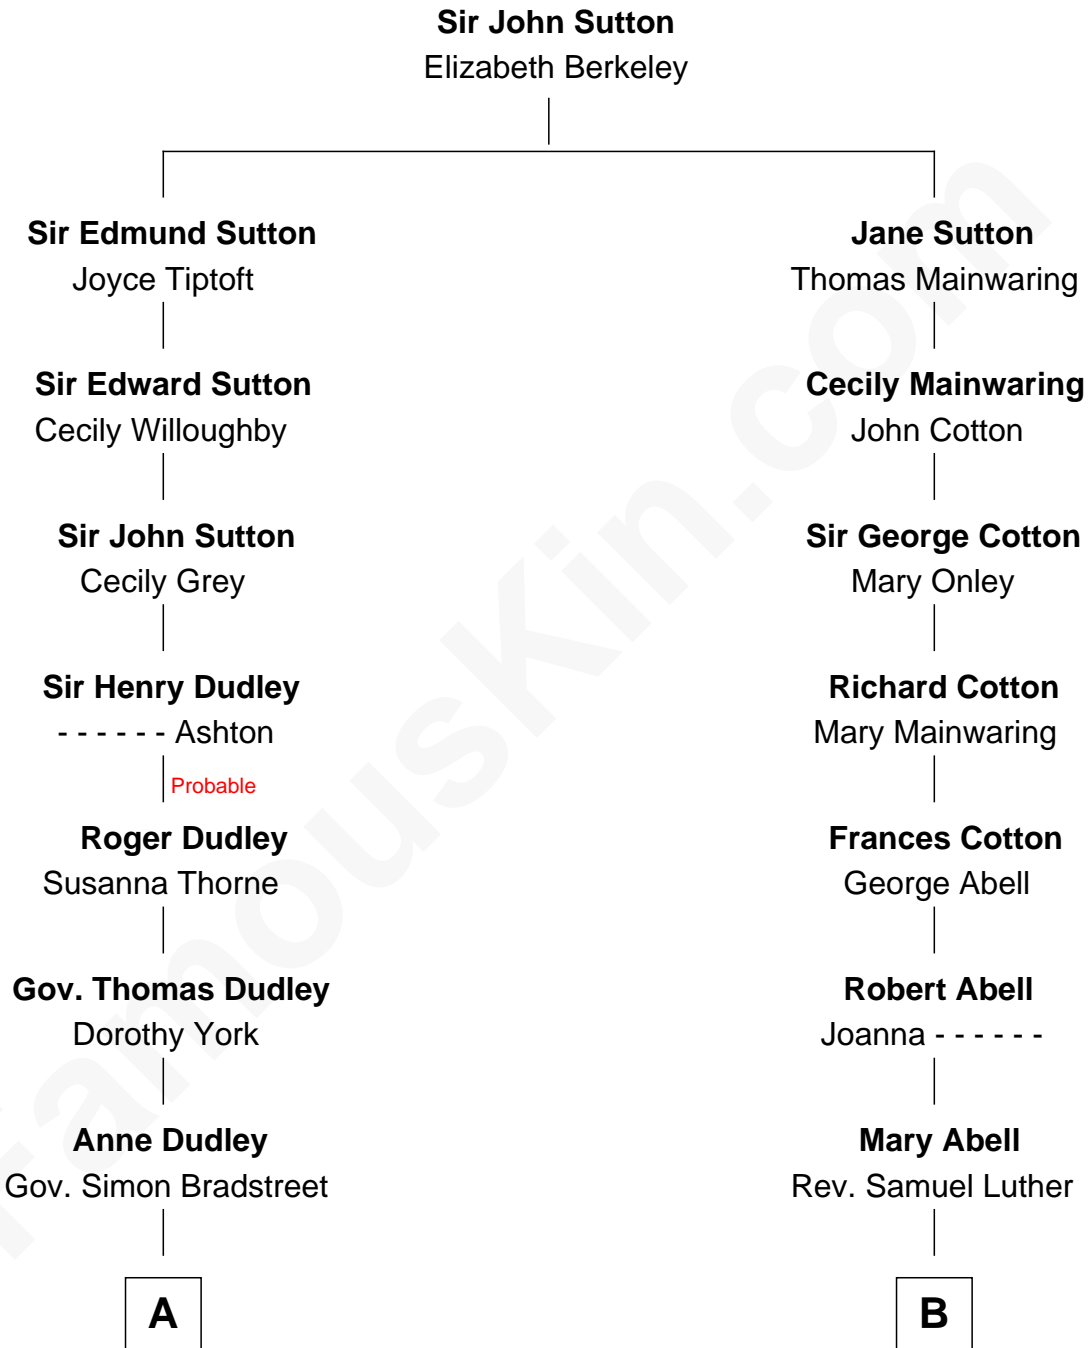 Sir John Sutton
Elizabeth Berkeley
Sir Edmund Sutton
Joyce Tiptoft
Jane Sutton
Thomas Mainwaring
Sir Edward Sutton
Cecily Willoughby
Cecily Mainwaring
John Cotton
Sir John Sutton
Cecily Grey
Sir George Cotton
Mary Onley
Sir Henry Dudley
- - - - - - Ashton
Richard Cotton
Mary Mainwaring
Probable
Roger Dudley
Susanna Thorne
Frances Cotton
George Abell
Gov. Thomas Dudley
Dorothy York
Robert Abell
Joanna - - - - - -
Anne Dudley
Gov. Simon Bradstreet
Mary Abell
Rev. Samuel Luther
A
B
FamousKin.com